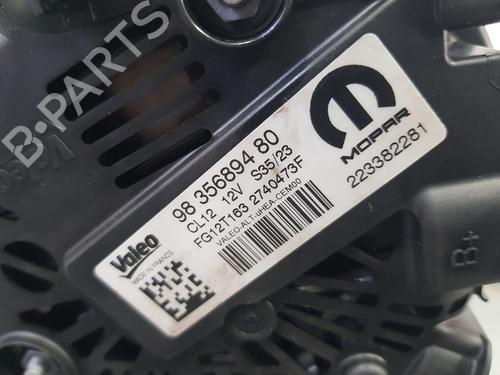 B-PARTS
Valeo
MADE IN FRANCE
98 356894 80
CL12 12V S35/23
FG12T163 2740473F
VALEO-ALT-UHEA-CEM00
MOPAR
223382281
B+